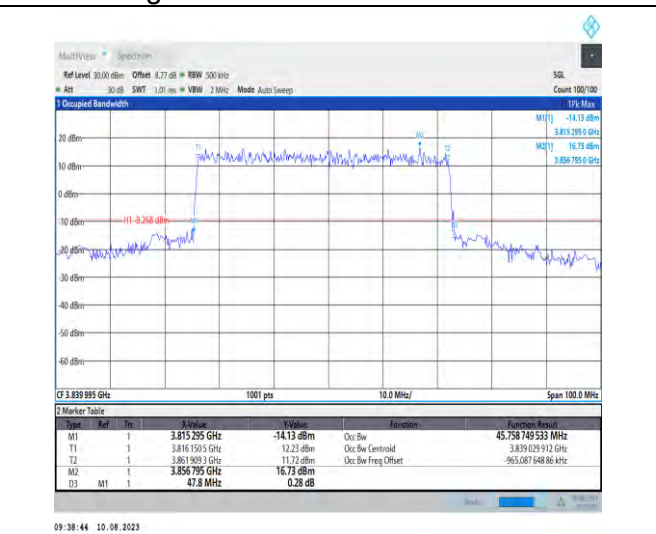 MultiView Spectrum
Ref Level 30.00 dBm Offset 8.77 dB RBW 500 kHz SGL
Att 30 dB SWT 1.01 ms VBW 2 MHz Mode Auto Sweep Count 100/100
1 Occupied Bandwidth 1Pk Max
M1[1] -14.13 dBm
3.815 295 0 GHz
M2[1] 16.73 dBm
3.856 795 0 GHz
20 dBm
M2
T1 T2
10 dBm
0 dBm
-10 dBm
M1
-20 dBm
-30 dBm
-40 dBm
-50 dBm
-60 dBm
CF 3.839 995 GHz 1001 pts 10.0 MHz/ Span 100.0 MHz
2 Marker Table
Type Ref Trc X-Value Y-Value Function Function Result
M1 1 3.815 295 GHz -14.13 dBm Occ Bw 45.758 749 533 MHz
T1 1 3.816 150 5 GHz 12.23 dBm Occ Bw Centroid 3.839 029 912 GHz
T2 1 3.861 909 3 GHz 11.72 dBm Occ Bw Freq Offset -965.087 648 86 kHz
M2 1 3.856 795 GHz 16.73 dBm
D3 M1 1 47.8 MHz 0.28 dB
09:38:44 10.08.2023